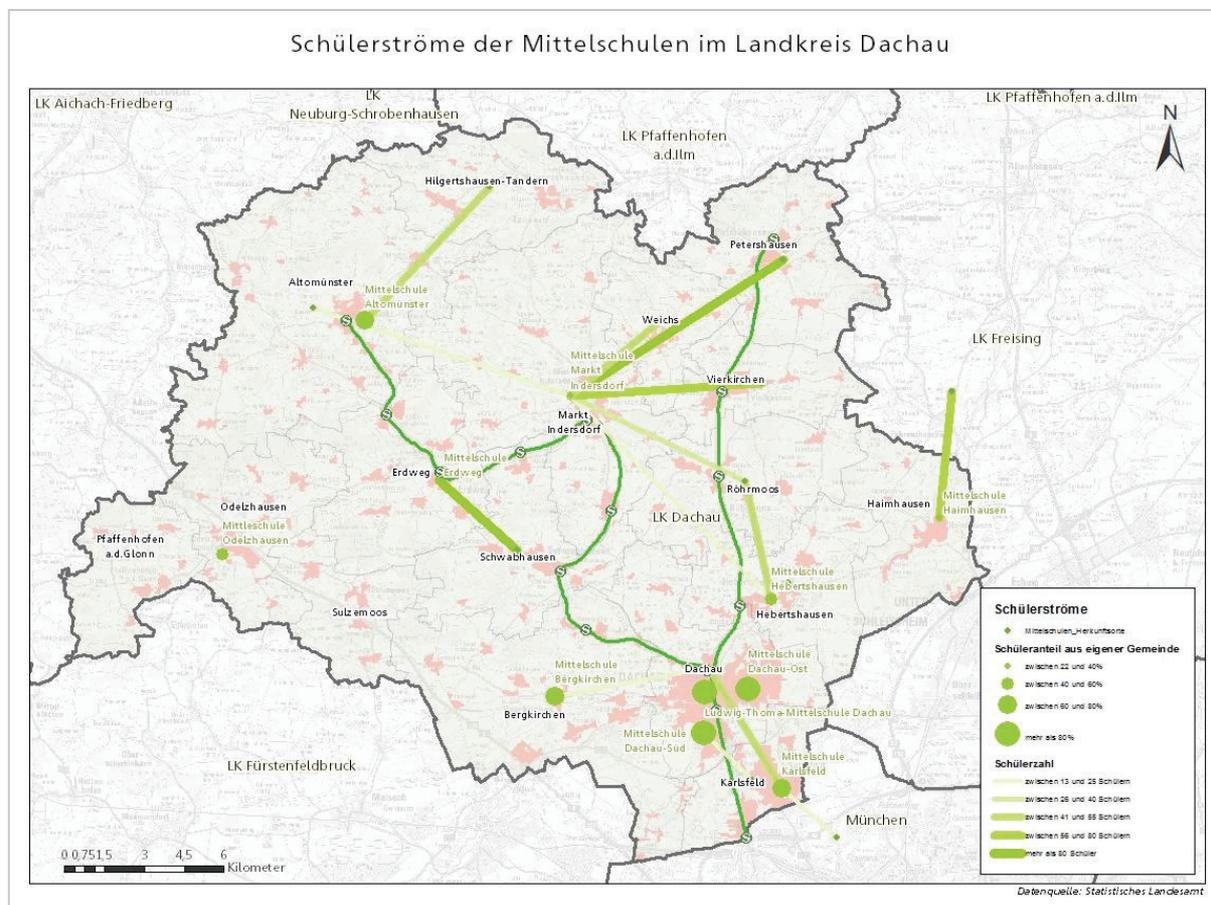 Schülerströme der Mittelschulen im Landkreis Dachau
LK Aichach-Friedberg
LK
Neuburg-Schrobenhausen
LK Pfaffenhofen a.d.Ilm
LK Pfaffenhofen
a.d.Ilm
N
Hilgertshausen-Tandern
Petershausen
Altomünster
Mittelschule
Altomünster
Weichs
LK Freising
Mittelschule
Markt
Indersdorf
Vierkirchen
Markt
Indersdorf
Mittelschule
Erdweg
Erdweg
Röhrmoos
Mittelschule
Haimhausen
Haimhausen
Odelzhausen
Mittleschule
Odelzhausen
LK Dachau
Pfaffenhofen
a.d.Glonn
Schwabhausen
Mittelschule
Hebertshausen
Hebertshausen
Sulzemoos
Mittelschule
Bergkirchen
Dachau
Mittelschule
Dachau-Ost
Bergkirchen
Ludwig-Thoma-Mittelschule Dachau
Mittelschule
Dachau-Süd
Mittelschule
Karlsfeld
LK Fürstenfeldbruck
Karlsfeld
München
0 0,75 1,5 3 4,5 6
Kilometer
Schülerströme
Mittelschulen_Herkunftsorte
Schüleranteil aus eigener Gemeinde
zwischen 22 und 40%
zwischen 40 und 60%
zwischen 60 und 80%
mehr als 80%
Schülerzahl
zwischen 13 und 25 Schülern
zwischen 26 und 40 Schülern
zwischen 41 und 55 Schülern
zwischen 56 und 80 Schülern
mehr als 80 Schüler
Datenquelle: Statistisches Landesamt